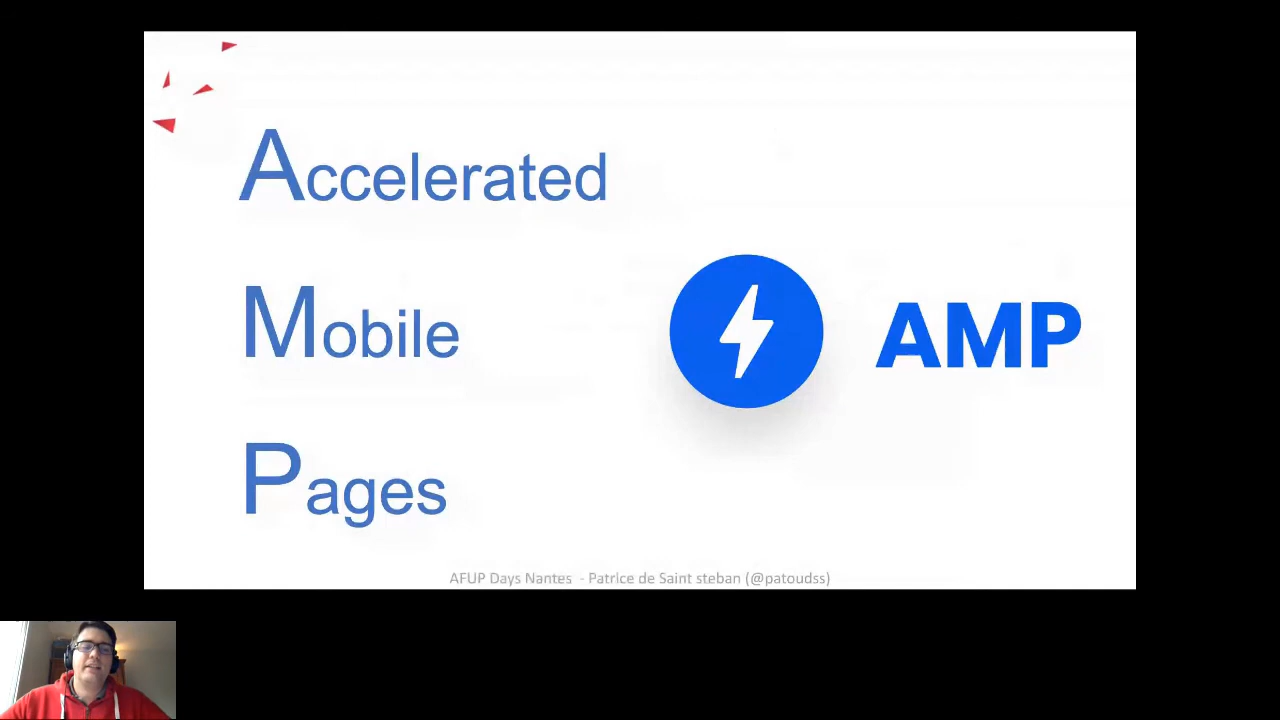 Accelerated
Mobile
AMP
Pages
AFUP Days Nantes - Patrice de Saint steban (@patoudss)